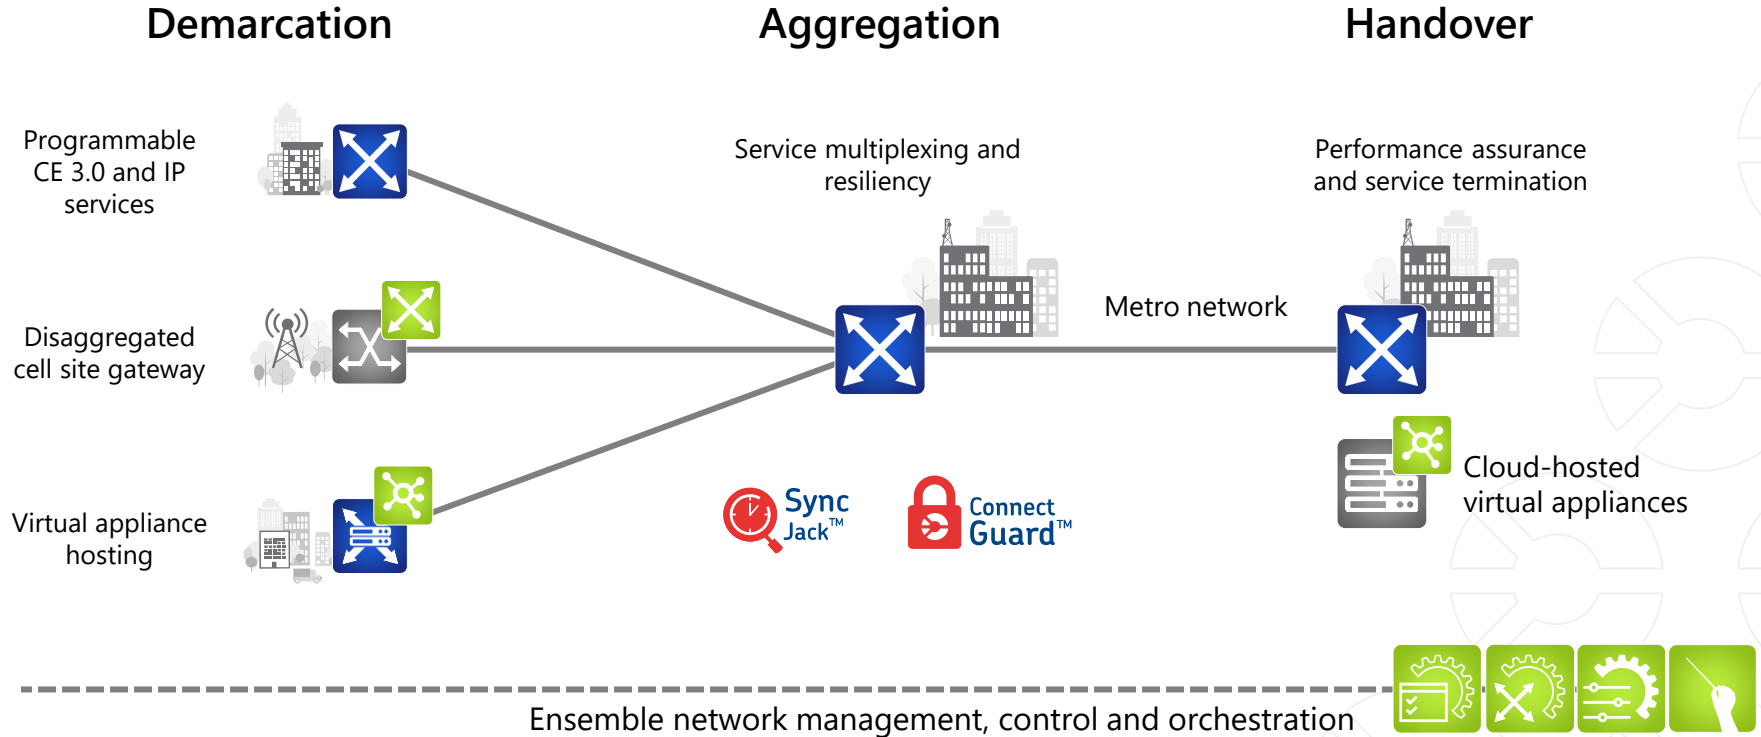 Demarcation
Aggregation
Handover
Programmable
CE 3.0 and IP
services
Service multiplexing and
resiliency
Performance assurance
and service termination
Disaggregated
cell site gateway
Metro network
Virtual appliance
hosting
Sync
Jack™
Connect
Guard™
Cloud-hosted
virtual appliances
Ensemble network management, control and orchestration